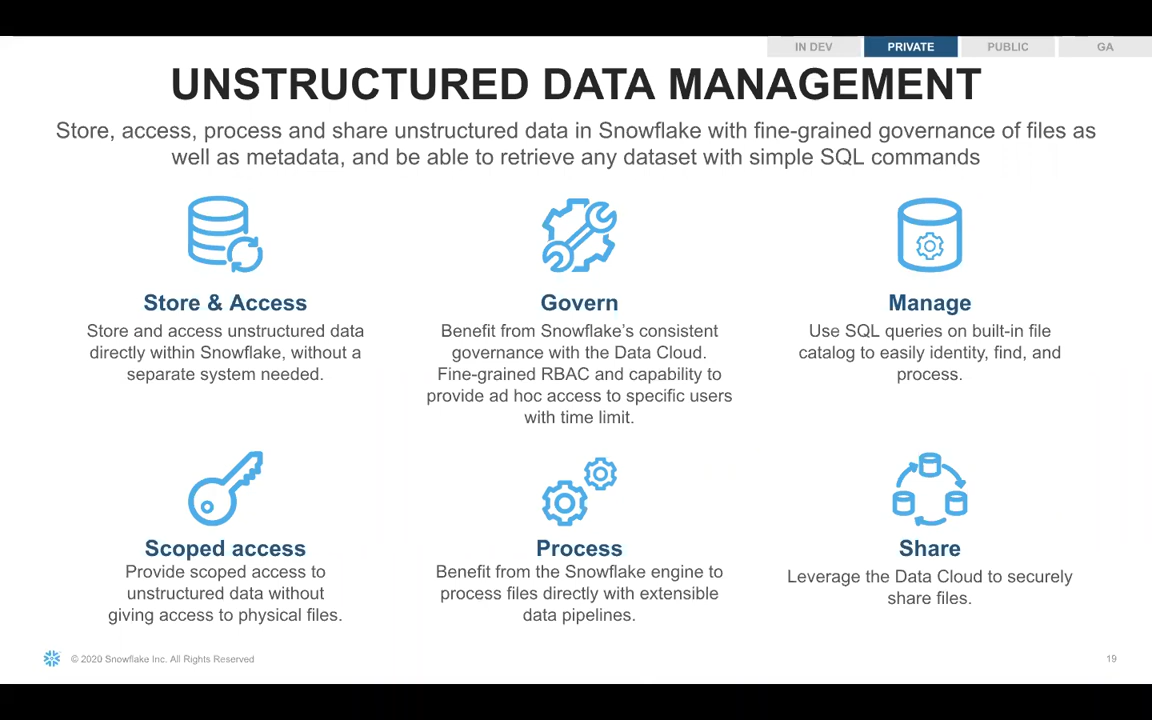 IN DEV
PRIVATE
PUBLIC
GA
UNSTRUCTURED DATA MANAGEMENT
Store, access, process and share unstructured data in Snowflake with fine-grained governance of files as
well as metadata, and be able to retrieve any dataset with simple SQL commands
Store & Access
Store and access unstructured data
directly within Snowflake, without a
separate system needed.
Govern
Benefit from Snowflake's consistent
governance with the Data Cloud.
Fine-grained RBAC and capability to
provide ad hoc access to specific users
with time limit.
Manage
Use SQL queries on built-in file
catalog to easily identity, find, and
process.
Scoped access
Provide scoped access to
unstructured data without
giving access to physical files.
Process
Benefit from the Snowflake engine to
process files directly with extensible
data pipelines.
Share
Leverage the Data Cloud to securely
share files.
© 2020 Snowflake Inc. All Rights Reserved
19